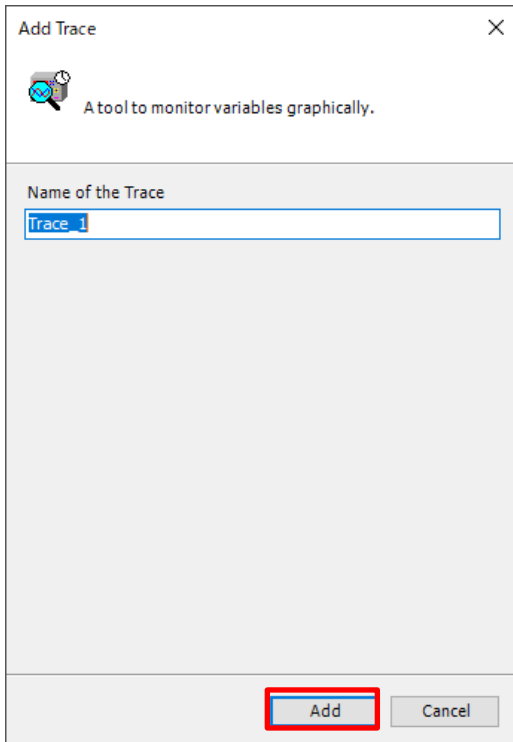 Add Trace
A tool to monitor variables graphically.
Name of the Trace
Trace_1
Add
Cancel